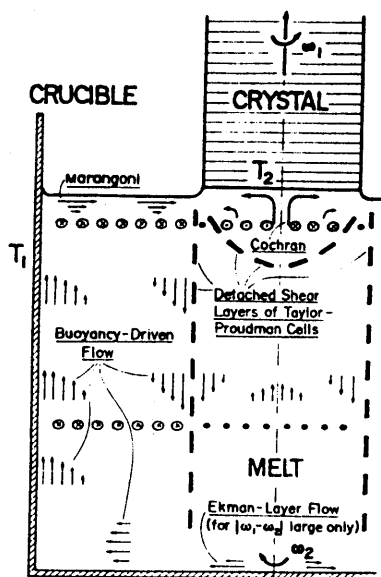 ω₁
CRUCIBLE
CRYSTAL
Marangoni
T₂
T₁
Cochran
Detached Shear
Layers of Taylor-
Proudman Cells
Buoyancy-Driven
Flow
MELT
Ekman-Layer Flow
(for |ω₁-ω₂| large only)
ω₂